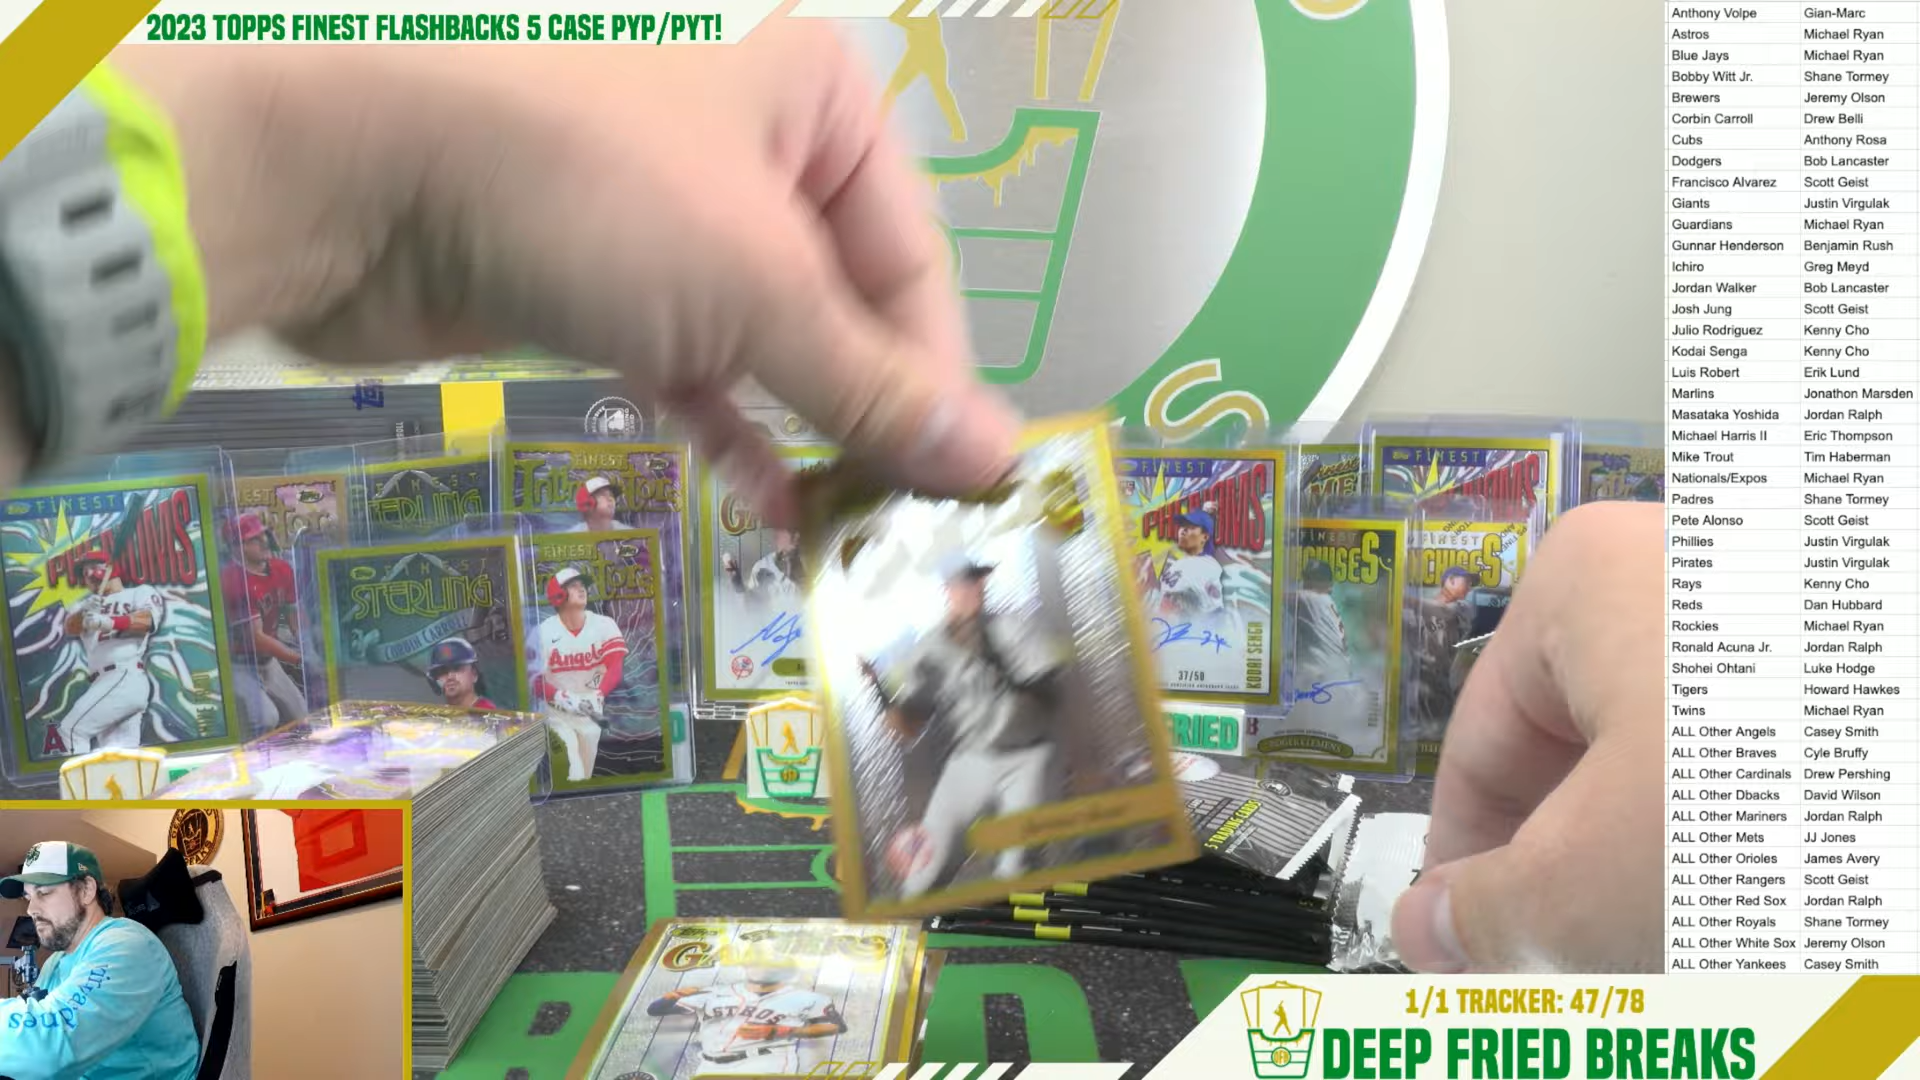 2023 TOPPS FINEST FLASHBACKS 5 CASE PYP/PYT!
Anthony Volpe Gian-Marc
Astros Michael Ryan
Blue Jays Michael Ryan
Bobby Witt Jr. Shane Tormey
Brewers Jeremy Olson
Corbin Carroll Drew Belli
Cubs Anthony Rosa
Dodgers Bob Lancaster
Francisco Alvarez Scott Geist
Giants Justin Virgulak
Guardians Michael Ryan
Gunnar Henderson Benjamin Rush
Ichiro Greg Meyd
Jordan Walker Bob Lancaster
Josh Jung Scott Geist
Julio Rodriguez Kenny Cho
Kodai Senga Kenny Cho
Luis Robert Erik Lund
Marlins Jonathon Marsden
Masataka Yoshida Jordan Ralph
Michael Harris II Eric Thompson
Mike Trout Tim Haberman
Nationals/Expos Michael Ryan
Padres Shane Tormey
Pete Alonso Scott Geist
Phillies Justin Virgulak
Pirates Justin Virgulak
Rays Kenny Cho
Reds Dan Hubbard
Rockies Michael Ryan
Ronald Acuna Jr. Jordan Ralph
Shohei Ohtani Luke Hodge
Tigers Howard Hawkes
Twins Michael Ryan
ALL Other Angels Casey Smith
ALL Other Braves Cyle Bruffy
ALL Other Cardinals Drew Pershing
ALL Other Dbacks David Wilson
ALL Other Mariners Jordan Ralph
ALL Other Mets JJ Jones
ALL Other Orioles James Avery
ALL Other Rangers Scott Geist
ALL Other Red Sox Jordan Ralph
ALL Other Royals Shane Tormey
ALL Other White Sox Jeremy Olson
ALL Other Yankees Casey Smith
FINEST
PHENOMS
FINEST
STERLING
CORBIN CARROLL
FINEST
Angels
FINEST
PHENOMS
37/50
KODAI SENGA
FINEST
ROGER CLEMENS
FRIED
5 TRADING CARDS
ASTROS
1/1 TRACKER: 47/78
DEEP FRIED BREAKS